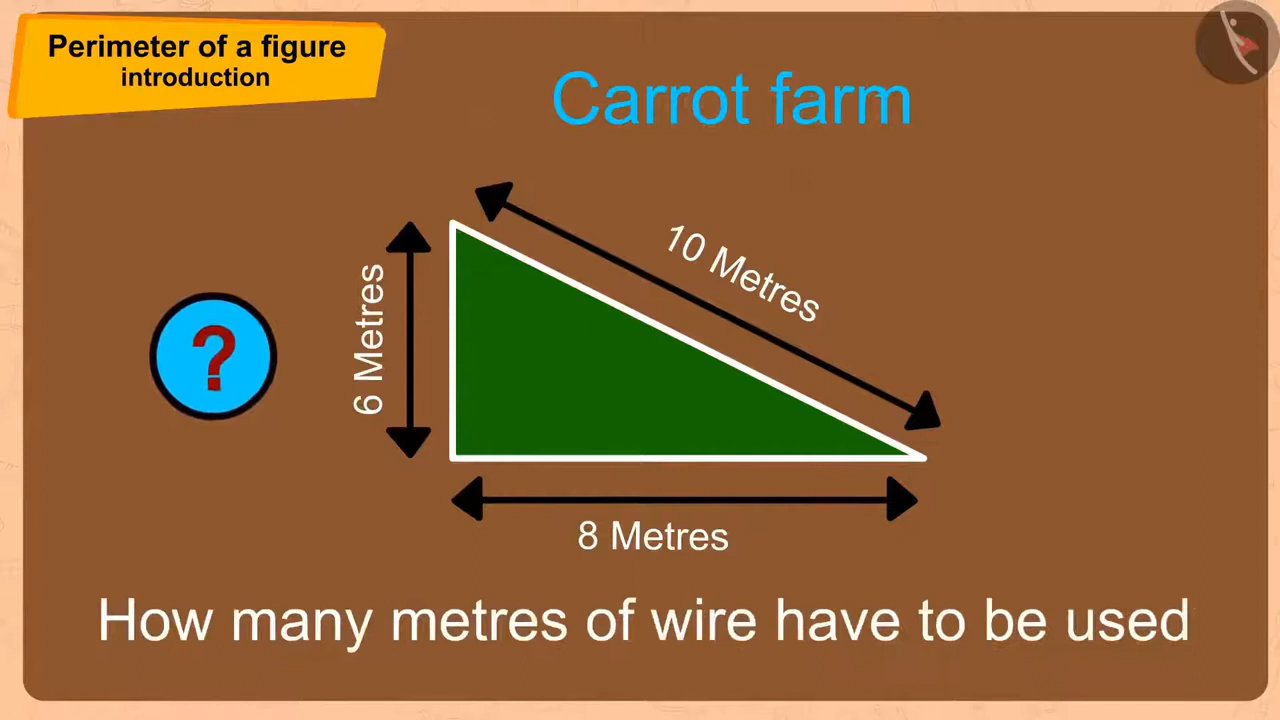 Perimeter of a figure
introduction
Carrot farm
10 Metres
6 Metres
?
8 Metres
How many metres of wire have to be used